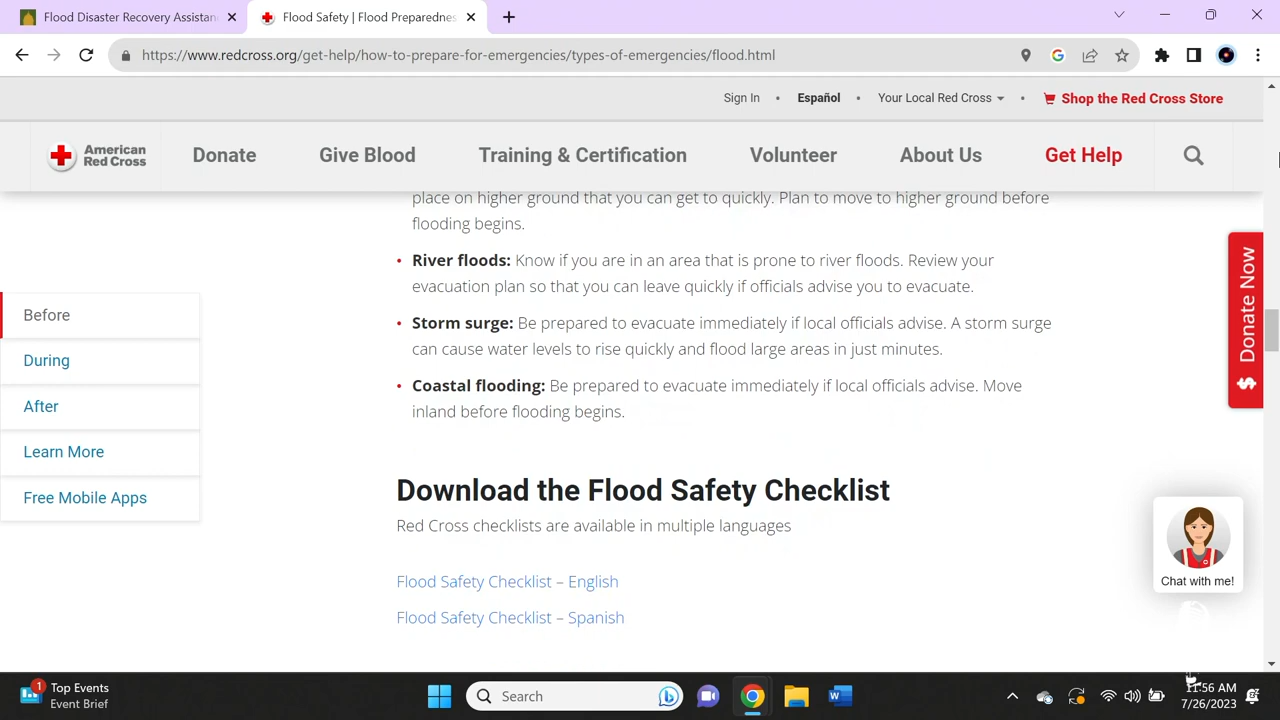 Flood Disaster Recovery Assistan
Flood Safety | Flood Preparednes
https://www.redcross.org/get-help/how-to-prepare-for-emergencies/types-of-emergencies/flood.html
Sign In • Español • Your Local Red Cross • Shop the Red Cross Store
American Red Cross
Donate Give Blood Training & Certification Volunteer About Us Get Help
place on higher ground that you can get to quickly. Plan to move to higher ground before
flooding begins.
• River floods: Know if you are in an area that is prone to river floods. Review your
evacuation plan so that you can leave quickly if officials advise you to evacuate.
• Storm surge: Be prepared to evacuate immediately if local officials advise. A storm surge
can cause water levels to rise quickly and flood large areas in just minutes.
• Coastal flooding: Be prepared to evacuate immediately if local officials advise. Move
inland before flooding begins.
Before
During
After
Learn More
Free Mobile Apps
Download the Flood Safety Checklist
Red Cross checklists are available in multiple languages
Flood Safety Checklist – English
Flood Safety Checklist – Spanish
$ Donate Now
Chat with me!
1
Top Events
Event Brief
Search
11:56 AM
7/26/2023